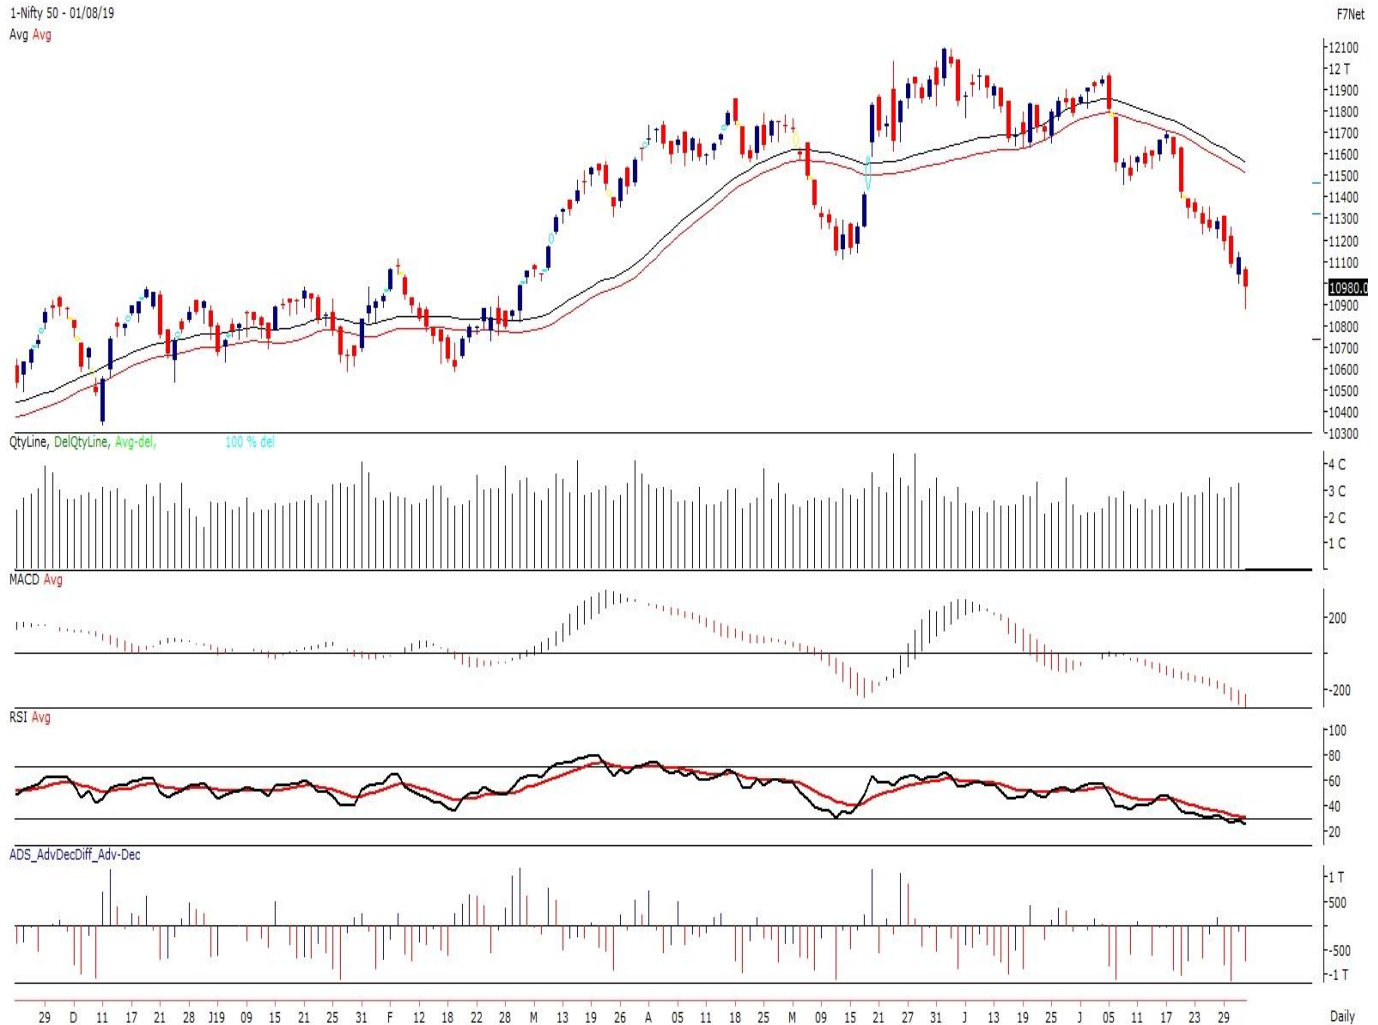 1-Nifty 50 - 01/08/19
F7Net
Avg Avg
12100
12 T
11900
11800
11700
11600
11500
11400
11300
11200
11100
10980.0
10900
10800
10700
10600
10500
10400
10300
QtyLine, DelQtyLine, Avg-del, 100 % del
4 C
3 C
2 C
1 C
MACD Avg
200
-200
RSI Avg
100
80
60
40
20
ADS_AdvDecDiff_Adv-Dec
1 T
500
-500
-1 T
29 D 11 17 21 28 J19 09 15 21 25 31 F 12 18 22 28 M 13 19 26 A 05 11 17 25 M 09 15 21 27 31 J 13 19 25 J 05 11 17 23 29 Daily